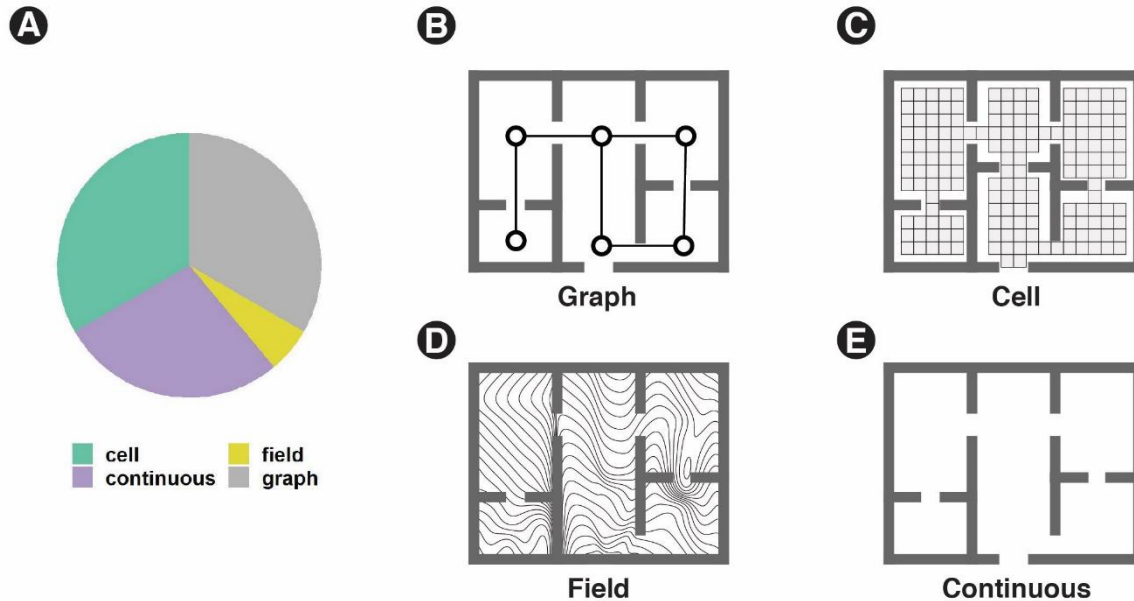 A
B
C
Graph
Cell
D
E
cell
field
continuous
graph
Field
Continuous